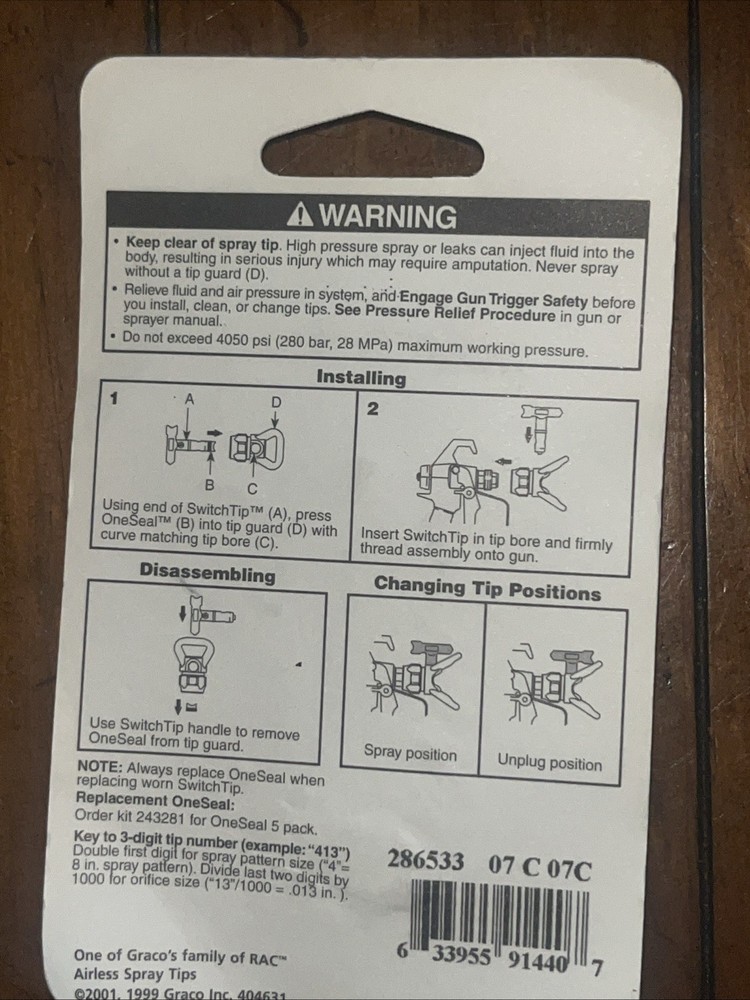 ⚠ WARNING
• Keep clear of spray tip. High pressure spray or leaks can inject fluid into the
body, resulting in serious injury which may require amputation. Never spray
without a tip guard (D).
• Relieve fluid and air pressure in system, and Engage Gun Trigger Safety before
you install, clean, or change tips. See Pressure Relief Procedure in gun or
sprayer manual.
• Do not exceed 4050 psi (280 bar, 28 MPa) maximum working pressure.
Installing
1
A
D
B
C
Using end of SwitchTip™ (A), press
OneSeal™ (B) into tip guard (D) with
curve matching tip bore (C).
2
Insert SwitchTip in tip bore and firmly
thread assembly onto gun.
Disassembling
Use SwitchTip handle to remove
OneSeal from tip guard.
Changing Tip Positions
Spray position
Unplug position
NOTE: Always replace OneSeal when
replacing worn SwitchTip.
Replacement OneSeal:
Order kit 243281 for OneSeal 5 pack.
Key to 3-digit tip number (example: "413")
Double first digit for spray pattern size ("4"=
8 in. spray pattern). Divide last two digits by
1000 for orifice size ("13"/1000 = .013 in. ).
286533 07 C 07C
6 33955 91440 7
One of Graco's family of RAC™
Airless Spray Tips
©2001, 1999 Graco Inc. 404631